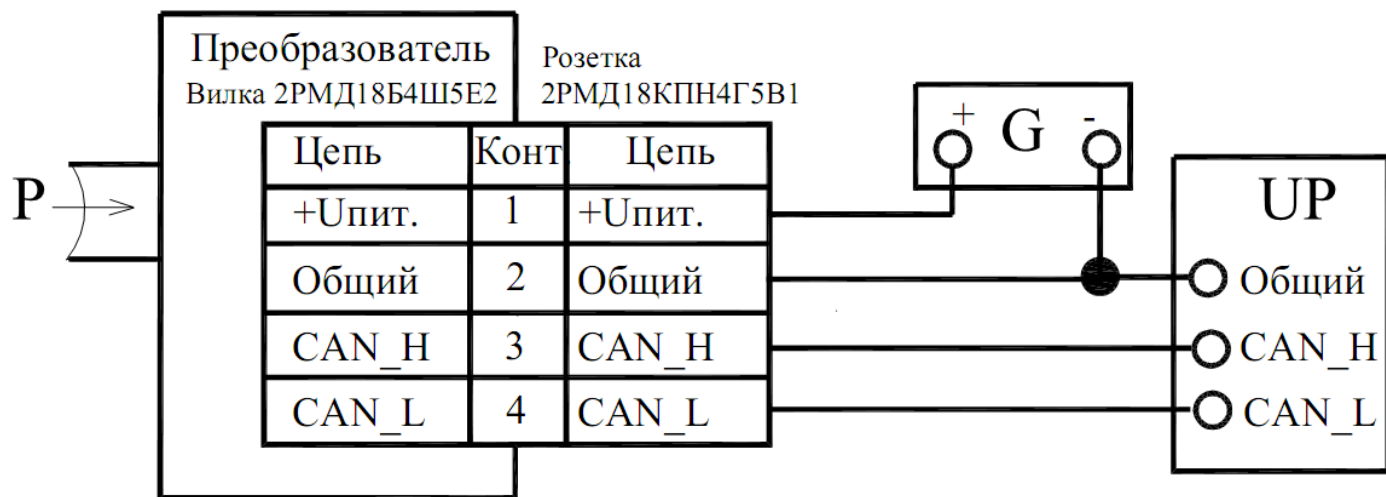 Преобразователь
Вилка 2РМД18Б4Ш5Е2
Розетка
2РМД18КПН4Г5В1
P
Цепь Конт Цепь
+Uпит. 1 +Uпит.
Общий 2 Общий
CAN_H 3 CAN_H
CAN_L 4 CAN_L
+ G -
UP
Общий
CAN_H
CAN_L